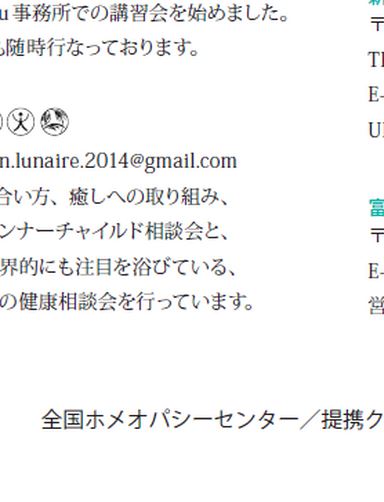 u 事務所での講習会を始めました。
も随時行なっております。
n.lunaire.2014@gmail.com
合い方、癒しへの取り組み、
ンナーチャイルド相談会と、
界的にも注目を浴びている、
の健康相談会を行っています。
〒
E-
〒
E-
営
全国ホメオパシーセンター／提携ク